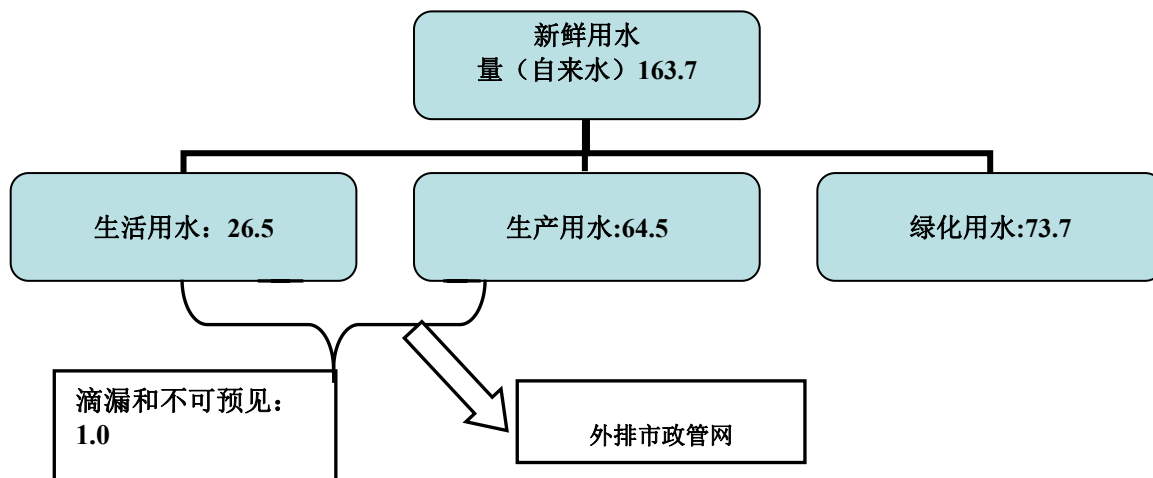 新鲜用水
量（自来水）163.7
生活用水：26.5
生产用水:64.5
绿化用水:73.7
滴漏和不可预见：
1.0
外排市政管网